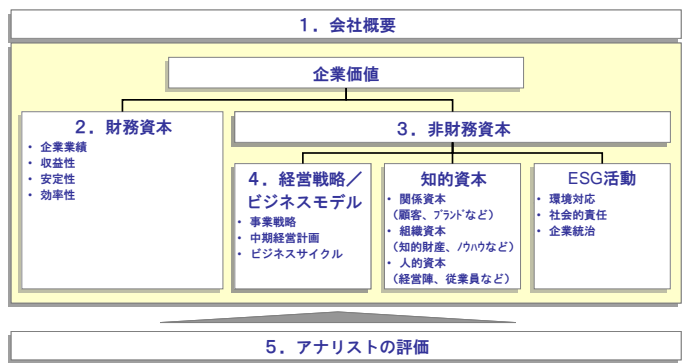 1．会社概要
企業価値
2．財務資本
・ 企業業績
・ 収益性
・ 安定性
・ 効率性
3．非財務資本
4．経営戦略／
ビジネスモデル
・ 事業戦略
・ 中期経営計画
・ ビジネスサイクル
知的資本
・ 関係資本
（顧客、ブランドなど）
・ 組織資本
（知的財産、ノウハウなど）
・ 人的資本
（経営陣、従業員など）
ESG活動
・ 環境対応
・ 社会的責任
・ 企業統治
5．アナリストの評価